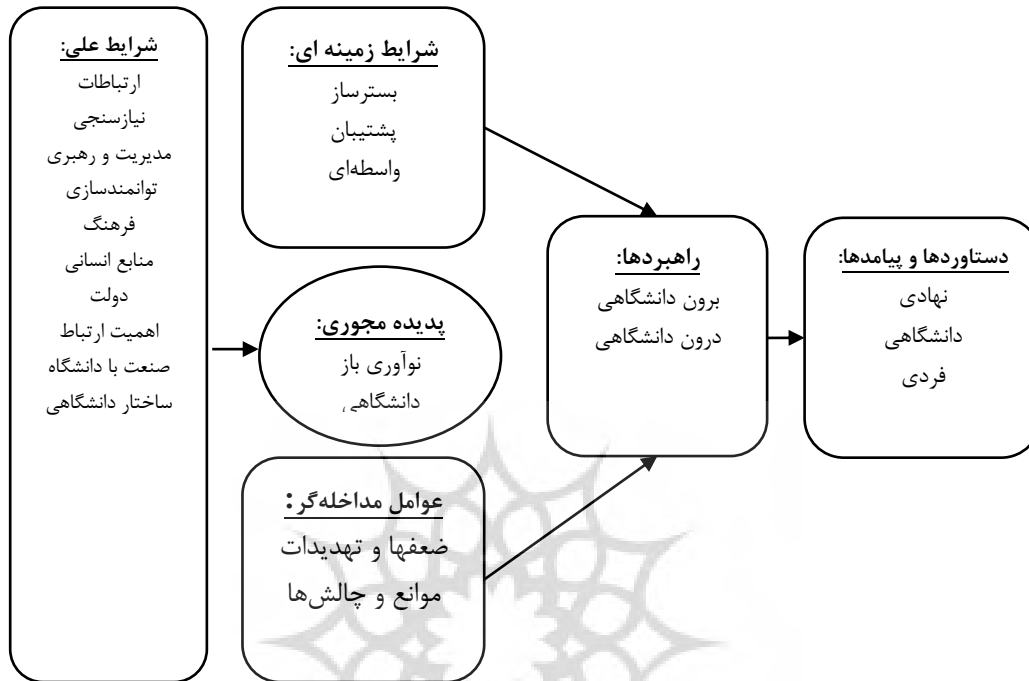 شرایط علی:
ارتباطات
نیازسنجی
مدیریت و رهبری
توانمندسازی
فرهنگ
منابع انسانی
دولت
اهمیت ارتباط
صنعت با دانشگاه
ساختار دانشگاهی
شرایط زمینه ای:
بسترساز
پشتیبان
واسطه‌ای
پدیده مجوری:
نوآوری باز
دانشگاهی
عوامل مداخله‌گر:
ضعفها و تهدیدات
موانع و چالش‌ها
راهبردها:
برون دانشگاهی
درون دانشگاهی
دستاوردها و پیامدها:
نهادی
دانشگاهی
فردی